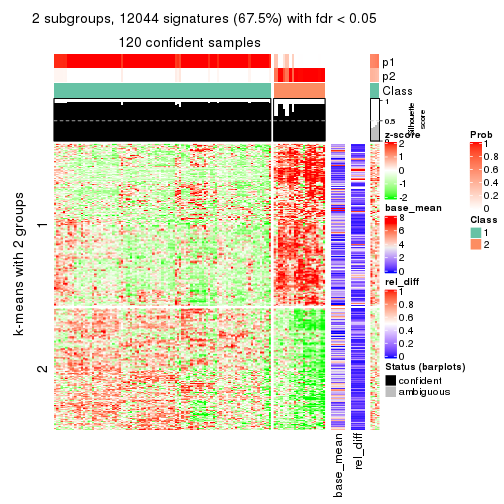 2 subgroups, 12044 signatures (67.5%) with fdr < 0.05
120 confident samples
p1
p2
Class
1
0.5
0
Silhouette
score
k-means with 2 groups
1
2
base_mean
rel_diff
z-score
2
1
0
-1
-2
base_mean
8
6
4
2
0
rel_diff
1
0.8
0.6
0.4
0.2
0
Status (barplots)
confident
ambiguous
Prob
1
0.8
0.6
0.4
0.2
0
Class
1
2